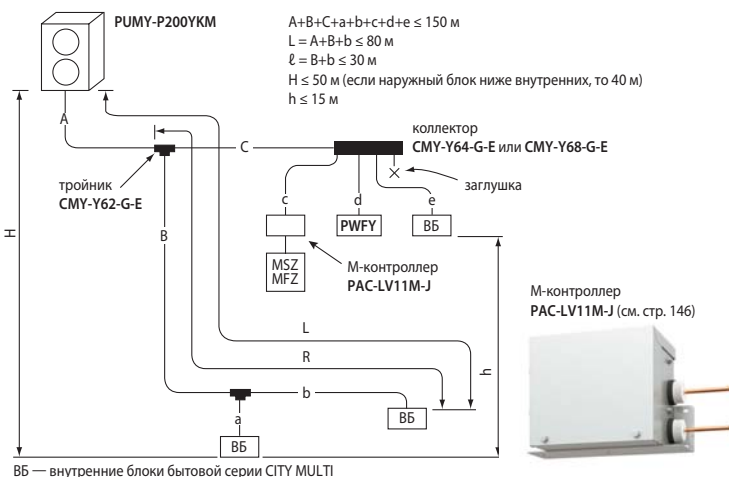 PUMY-P200YKM
A+B+C+a+b+c+d+e ≤ 150 м
L = A+B+b ≤ 80 м
ℓ = B+b ≤ 30 м
H ≤ 50 м (если наружный блок ниже внутренних, то 40 м)
h ≤ 15 м
A
C
коллектор
CMY-Y64-G-E или CMY-Y68-G-E
тройник
CMY-Y62-G-E
заглушка
c
d
e
PWFY
ВБ
H
B
MSZ
MFZ
М-контроллер
PAC-LV11M-J
М-контроллер
PAC-LV11M-J (см. стр. 146)
L
R
h
b
a
ВБ
ВБ
ВБ — внутренние блоки бытовой серии CITY MULTI